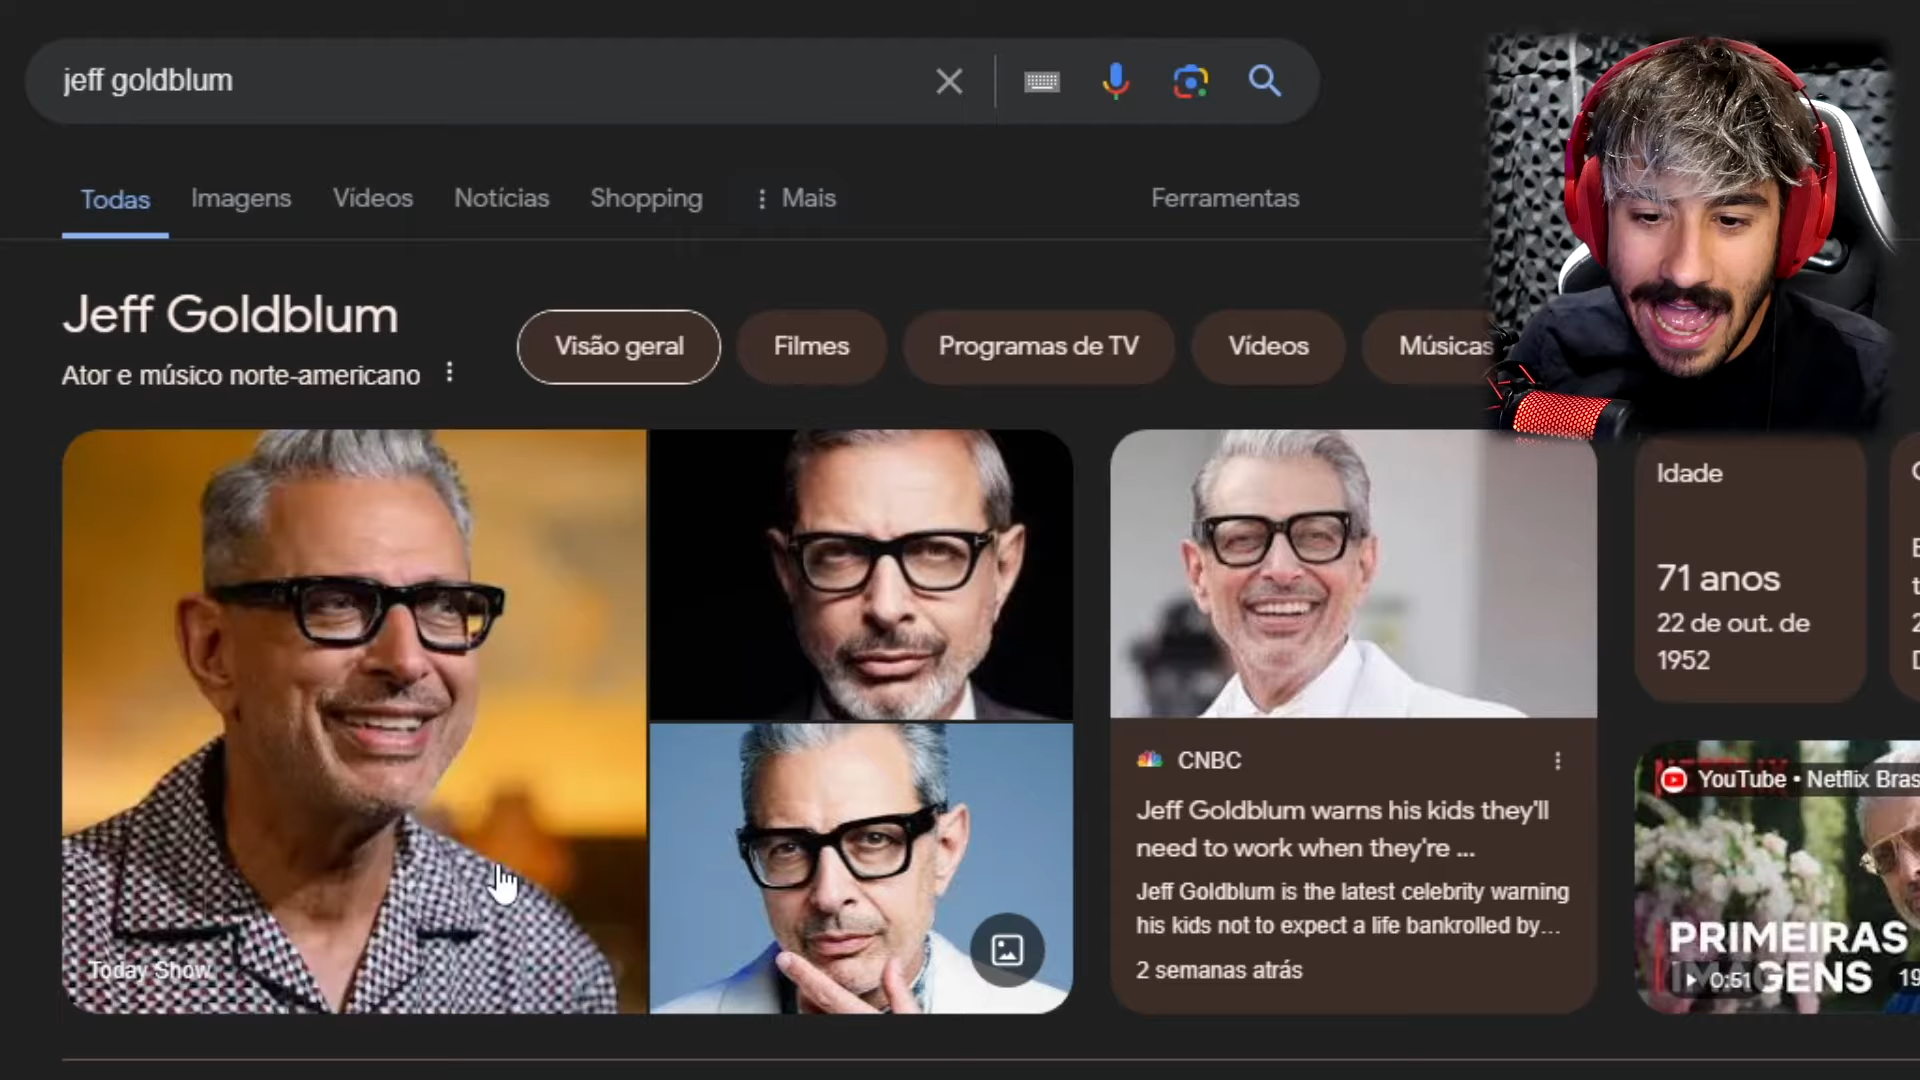 jeff goldblum
Todas
Imagens
Vídeos
Notícias
Shopping
Mais
Ferramentas
Jeff Goldblum
Ator e músico norte-americano
Visão geral
Filmes
Programas de TV
Vídeos
Músicas
Today Show
CNBC
Jeff Goldblum warns his kids they'll
need to work when they're ...
Jeff Goldblum is the latest celebrity warning
his kids not to expect a life bankrolled by...
2 semanas atrás
Idade
71 anos
22 de out. de
1952
YouTube • Netflix Bras
PRIMEIRAS
IMAGENS
0:51